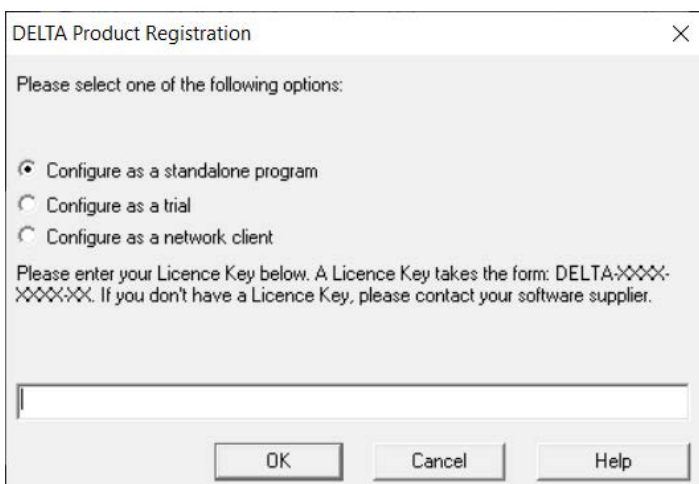 DELTA Product Registration
Please select one of the following options:
Configure as a standalone program
Configure as a trial
Configure as a network client
Please enter your Licence Key below. A Licence Key takes the form: DELTA-XXXX-
XXXX-XX. If you don't have a Licence Key, please contact your software supplier.
OK Cancel Help